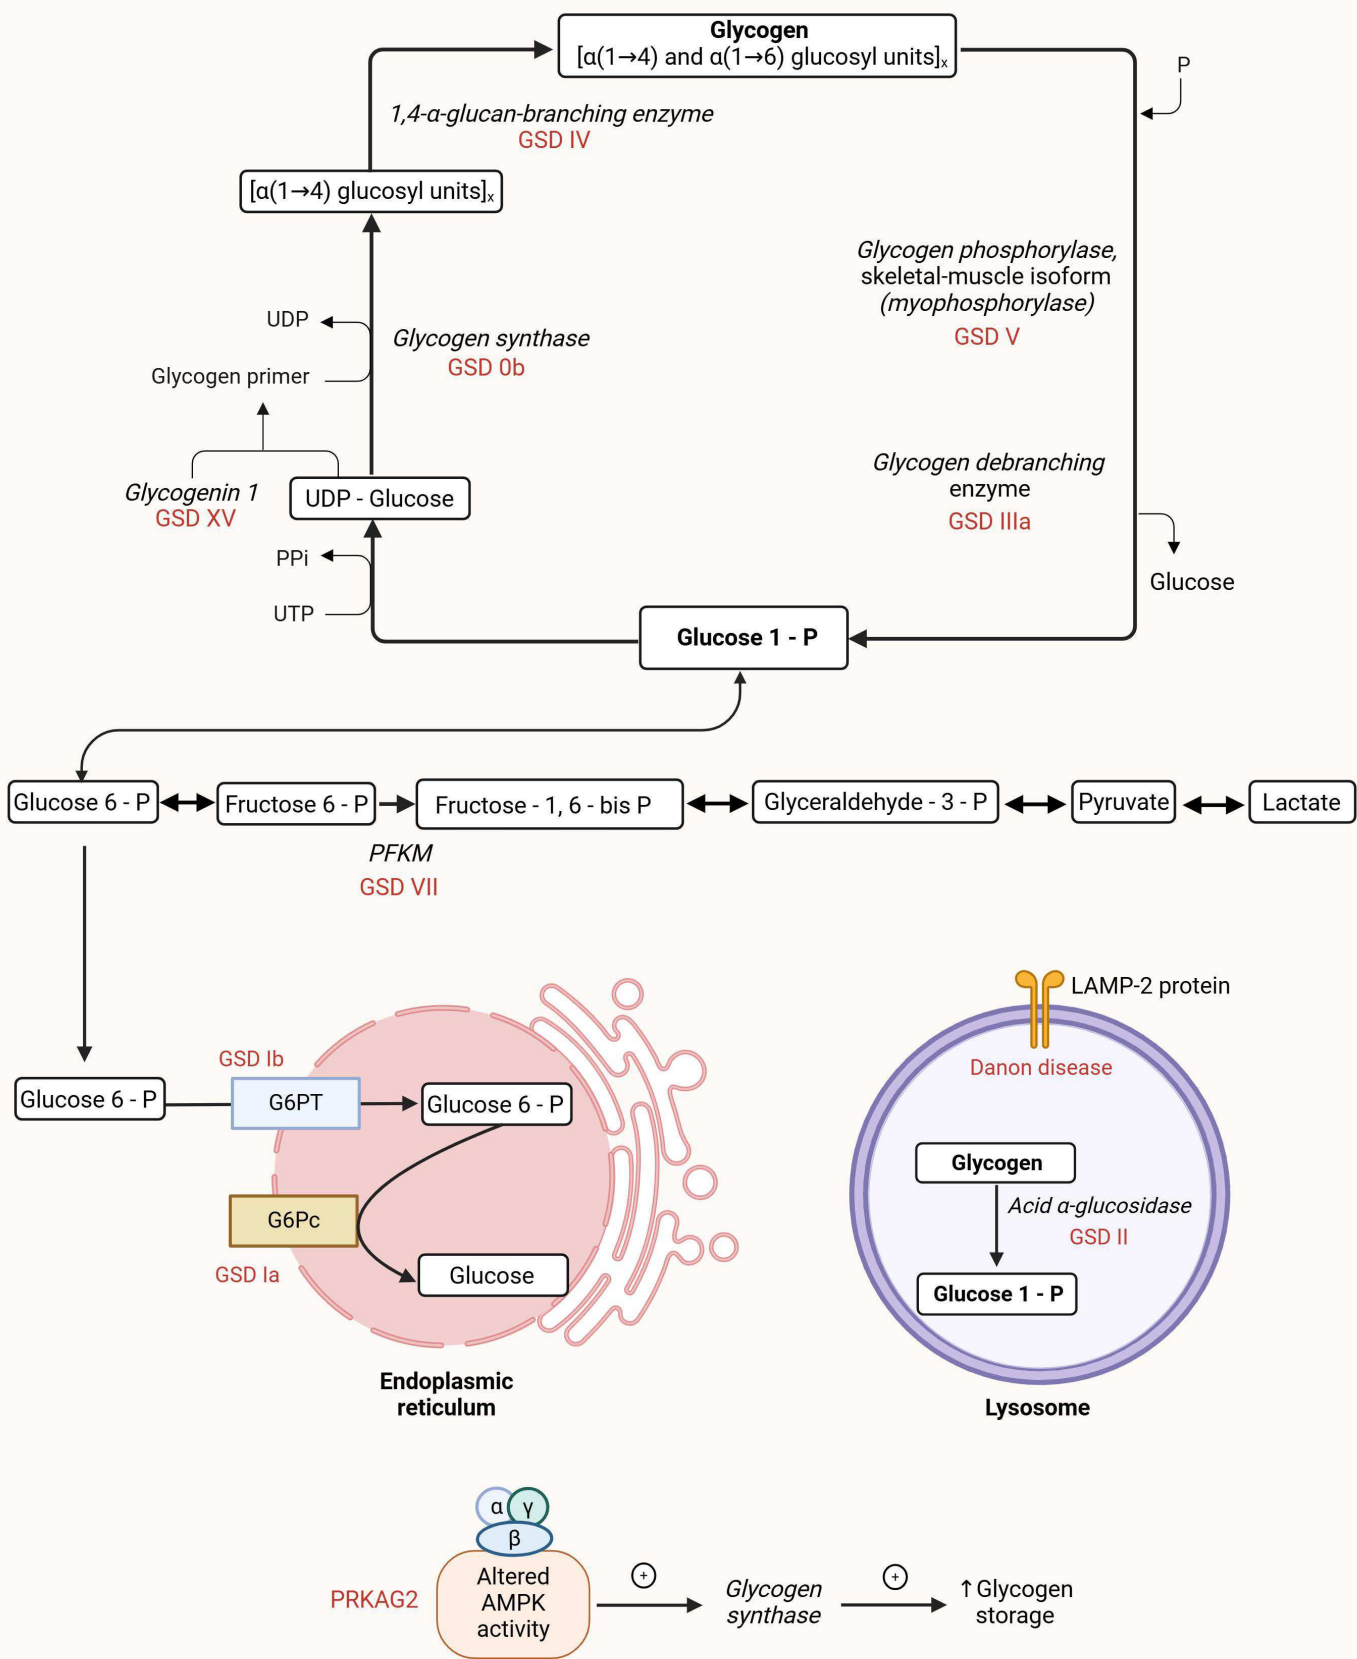 Glycogen
[α(1→4) and α(1→6) glucosyl units]ₓ
P
1,4-α-glucan-branching enzyme
GSD IV
[α(1→4) glucosyl units]ₓ
Glycogen phosphorylase,
skeletal-muscle isoform
(myophosphorylase)
GSD V
UDP
Glycogen synthase
GSD 0b
Glycogen primer
Glycogenin 1
GSD XV
UDP - Glucose
Glycogen debranching
enzyme
GSD IIIa
PPi
UTP
Glucose
Glucose 1 - P
Glucose 6 - P
Fructose 6 - P
Fructose - 1, 6 - bis P
Glyceraldehyde - 3 - P
Pyruvate
Lactate
PFKM
GSD VII
LAMP-2 protein
Danon disease
GSD Ib
Glucose 6 - P
G6PT
Glucose 6 - P
G6Pc
GSD Ia
Glucose
Glycogen
Acid α-glucosidase
GSD II
Glucose 1 - P
Endoplasmic
reticulum
Lysosome
α
γ
β
PRKAG2
Altered
AMPK
activity
+
Glycogen
synthase
+
↑Glycogen
storage